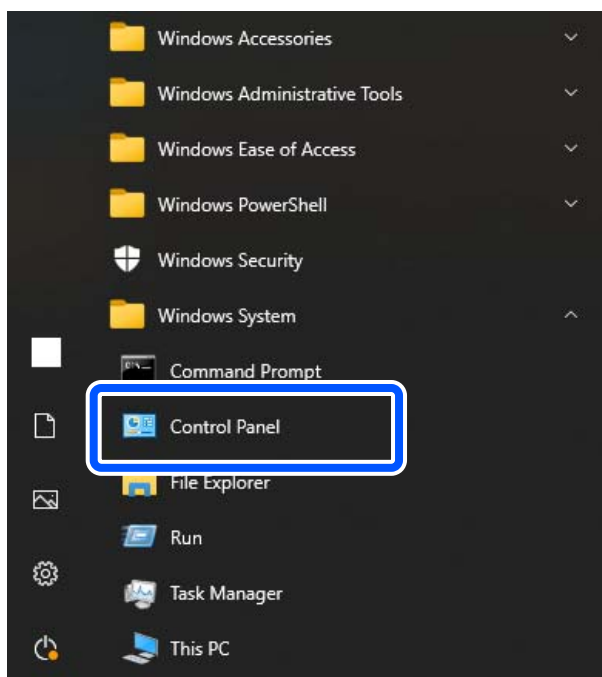 Windows Accessories
Windows Administrative Tools
Windows Ease of Access
Windows PowerShell
Windows Security
Windows System
Command Prompt
Control Panel
File Explorer
Run
Task Manager
This PC